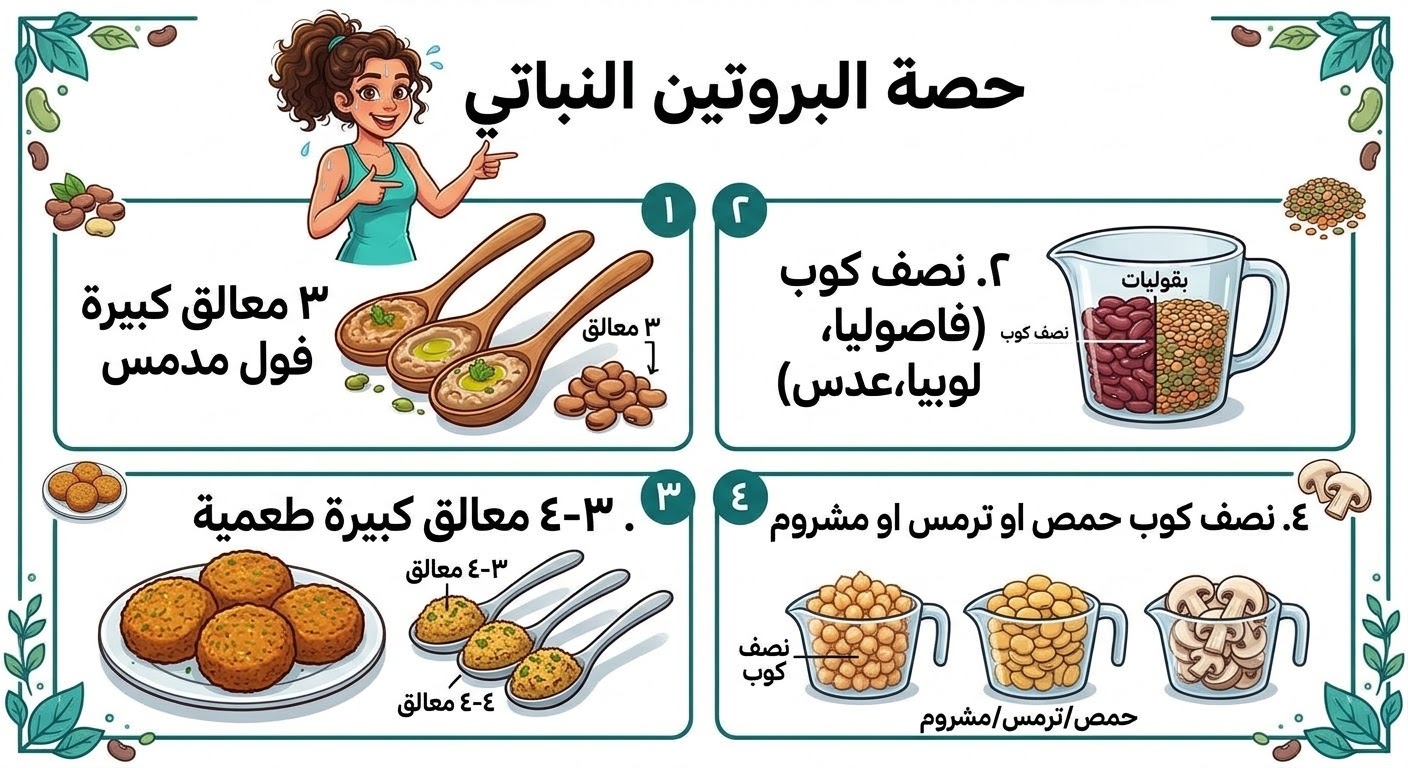 حصة البروتين النباتي
١
٣ معالق كبيرة
فول مدمس
٣ معالق
٢
٢. نصف كوب
(فاصوليا،
لوبيا،عدس)
بقوليات
نصف كوب
٣
. ٣-٤ معالق كبيرة طعمية
٣-٤ معالق
٤-٤ معالق
٤
٤. نصف كوب حمص او ترمس او مشروم
نصف
كوب
حمص/ترمس/مشروم